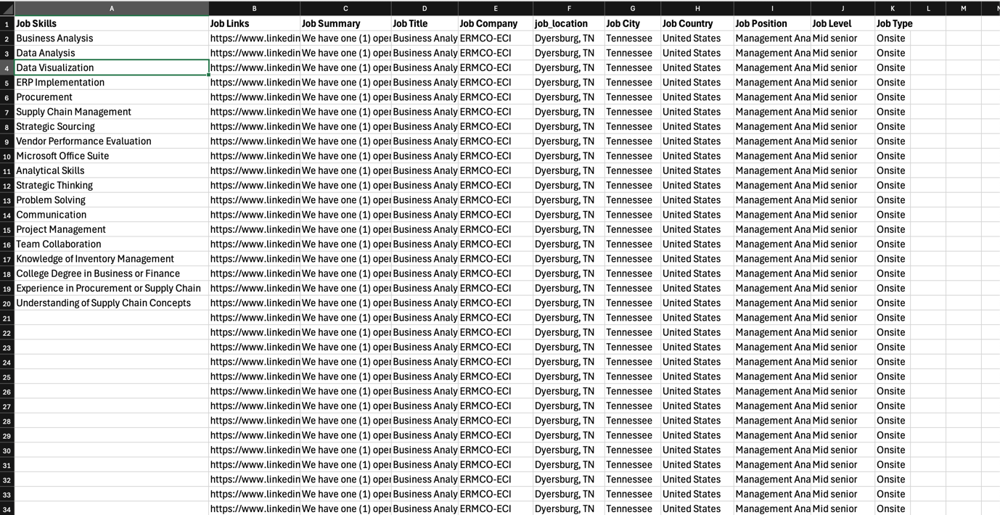 A B C D E F G H I J K L M N
1 Job Skills Job Links Job Summary Job Title Job Company job_location Job City Job Country Job Position Job Level Job Type
2 Business Analysis https://www.linkedin We have one (1) oper Business Analy ERMCO-ECI Dyersburg, TN Tennessee United States Management Ana Mid senior Onsite
3 Data Analysis https://www.linkedin We have one (1) oper Business Analy ERMCO-ECI Dyersburg, TN Tennessee United States Management Ana Mid senior Onsite
4 Data Visualization https://www.linkedin We have one (1) oper Business Analy ERMCO-ECI Dyersburg, TN Tennessee United States Management Ana Mid senior Onsite
5 ERP Implementation https://www.linkedin We have one (1) oper Business Analy ERMCO-ECI Dyersburg, TN Tennessee United States Management Ana Mid senior Onsite
6 Procurement https://www.linkedin We have one (1) oper Business Analy ERMCO-ECI Dyersburg, TN Tennessee United States Management Ana Mid senior Onsite
7 Supply Chain Management https://www.linkedin We have one (1) oper Business Analy ERMCO-ECI Dyersburg, TN Tennessee United States Management Ana Mid senior Onsite
8 Strategic Sourcing https://www.linkedin We have one (1) oper Business Analy ERMCO-ECI Dyersburg, TN Tennessee United States Management Ana Mid senior Onsite
9 Vendor Performance Evaluation https://www.linkedin We have one (1) oper Business Analy ERMCO-ECI Dyersburg, TN Tennessee United States Management Ana Mid senior Onsite
10 Microsoft Office Suite https://www.linkedin We have one (1) oper Business Analy ERMCO-ECI Dyersburg, TN Tennessee United States Management Ana Mid senior Onsite
11 Analytical Skills https://www.linkedin We have one (1) oper Business Analy ERMCO-ECI Dyersburg, TN Tennessee United States Management Ana Mid senior Onsite
12 Strategic Thinking https://www.linkedin We have one (1) oper Business Analy ERMCO-ECI Dyersburg, TN Tennessee United States Management Ana Mid senior Onsite
13 Problem Solving https://www.linkedin We have one (1) oper Business Analy ERMCO-ECI Dyersburg, TN Tennessee United States Management Ana Mid senior Onsite
14 Communication https://www.linkedin We have one (1) oper Business Analy ERMCO-ECI Dyersburg, TN Tennessee United States Management Ana Mid senior Onsite
15 Project Management https://www.linkedin We have one (1) oper Business Analy ERMCO-ECI Dyersburg, TN Tennessee United States Management Ana Mid senior Onsite
16 Team Collaboration https://www.linkedin We have one (1) oper Business Analy ERMCO-ECI Dyersburg, TN Tennessee United States Management Ana Mid senior Onsite
17 Knowledge of Inventory Management https://www.linkedin We have one (1) oper Business Analy ERMCO-ECI Dyersburg, TN Tennessee United States Management Ana Mid senior Onsite
18 College Degree in Business or Finance https://www.linkedin We have one (1) oper Business Analy ERMCO-ECI Dyersburg, TN Tennessee United States Management Ana Mid senior Onsite
19 Experience in Procurement or Supply Chain https://www.linkedin We have one (1) oper Business Analy ERMCO-ECI Dyersburg, TN Tennessee United States Management Ana Mid senior Onsite
20 Understanding of Supply Chain Concepts https://www.linkedin We have one (1) oper Business Analy ERMCO-ECI Dyersburg, TN Tennessee United States Management Ana Mid senior Onsite
21 https://www.linkedin We have one (1) oper Business Analy ERMCO-ECI Dyersburg, TN Tennessee United States Management Ana Mid senior Onsite
22 https://www.linkedin We have one (1) oper Business Analy ERMCO-ECI Dyersburg, TN Tennessee United States Management Ana Mid senior Onsite
23 https://www.linkedin We have one (1) oper Business Analy ERMCO-ECI Dyersburg, TN Tennessee United States Management Ana Mid senior Onsite
24 https://www.linkedin We have one (1) oper Business Analy ERMCO-ECI Dyersburg, TN Tennessee United States Management Ana Mid senior Onsite
25 https://www.linkedin We have one (1) oper Business Analy ERMCO-ECI Dyersburg, TN Tennessee United States Management Ana Mid senior Onsite
26 https://www.linkedin We have one (1) oper Business Analy ERMCO-ECI Dyersburg, TN Tennessee United States Management Ana Mid senior Onsite
27 https://www.linkedin We have one (1) oper Business Analy ERMCO-ECI Dyersburg, TN Tennessee United States Management Ana Mid senior Onsite
28 https://www.linkedin We have one (1) oper Business Analy ERMCO-ECI Dyersburg, TN Tennessee United States Management Ana Mid senior Onsite
29 https://www.linkedin We have one (1) oper Business Analy ERMCO-ECI Dyersburg, TN Tennessee United States Management Ana Mid senior Onsite
30 https://www.linkedin We have one (1) oper Business Analy ERMCO-ECI Dyersburg, TN Tennessee United States Management Ana Mid senior Onsite
31 https://www.linkedin We have one (1) oper Business Analy ERMCO-ECI Dyersburg, TN Tennessee United States Management Ana Mid senior Onsite
32 https://www.linkedin We have one (1) oper Business Analy ERMCO-ECI Dyersburg, TN Tennessee United States Management Ana Mid senior Onsite
33 https://www.linkedin We have one (1) oper Business Analy ERMCO-ECI Dyersburg, TN Tennessee United States Management Ana Mid senior Onsite
34 https://www.linkedin We have one (1) oper Business Analy ERMCO-ECI Dyersburg, TN Tennessee United States Management Ana Mid senior Onsite